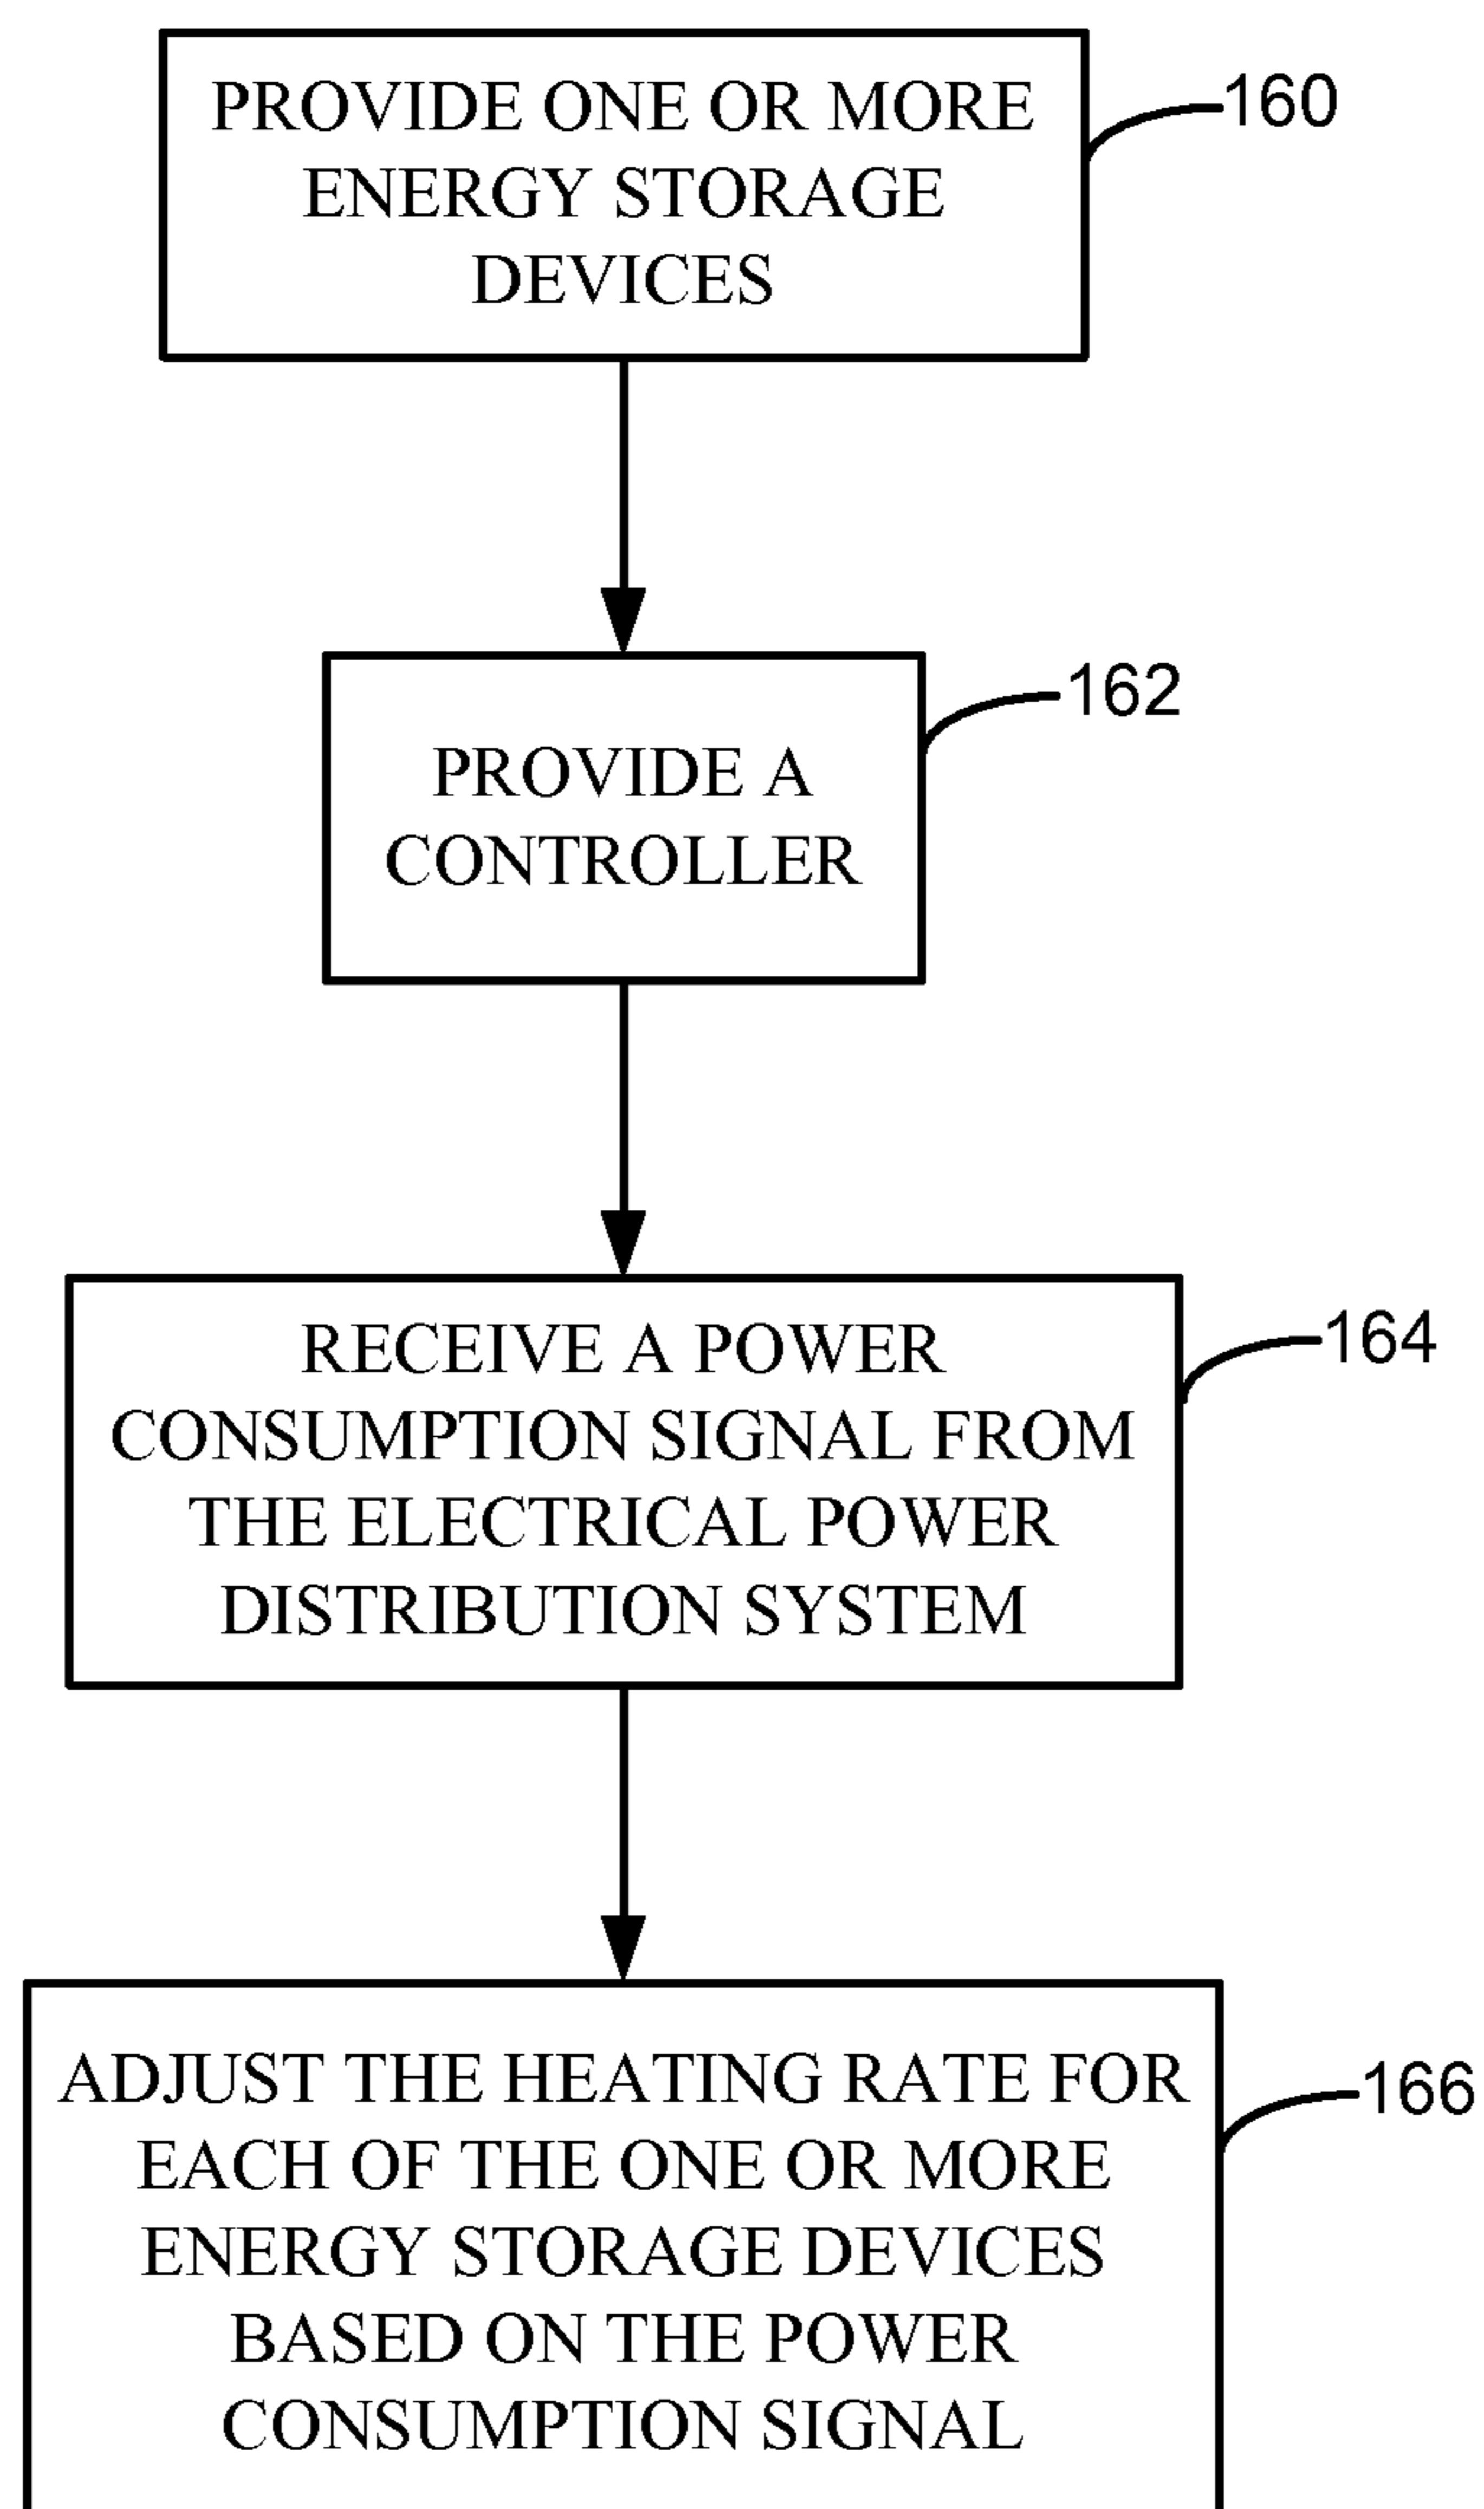 PROVIDE ONE OR MORE
ENERGY STORAGE
DEVICES
160
PROVIDE A
CONTROLLER
162
RECEIVE A POWER
CONSUMPTION SIGNAL FROM
THE ELECTRICAL POWER
DISTRIBUTION SYSTEM
164
ADJUST THE HEATING RATE FOR
EACH OF THE ONE OR MORE
ENERGY STORAGE DEVICES
BASED ON THE POWER
CONSUMPTION SIGNAL
166